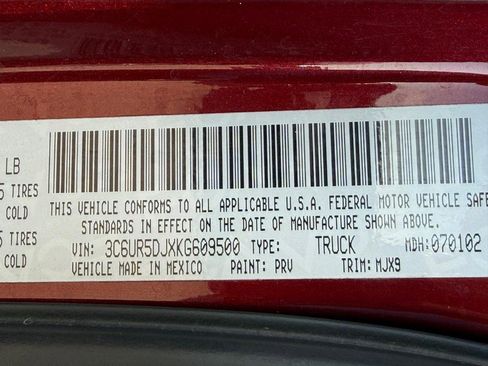 LB
5 TIRES
COLD
5 TIRES
COLD
THIS VEHICLE CONFORMS TO ALL APPLICABLE U.S.A. FEDERAL MOTOR VEHICLE SAFE
STANDARDS IN EFFECT ON THE DATE OF MANUFACTURE SHOWN ABOVE.
VIN: 3C6UR5DJXKG609500 TYPE: TRUCK MDH:070102
VEHICLE MADE IN MEXICO PAINT: PRV TRIM: MJX9